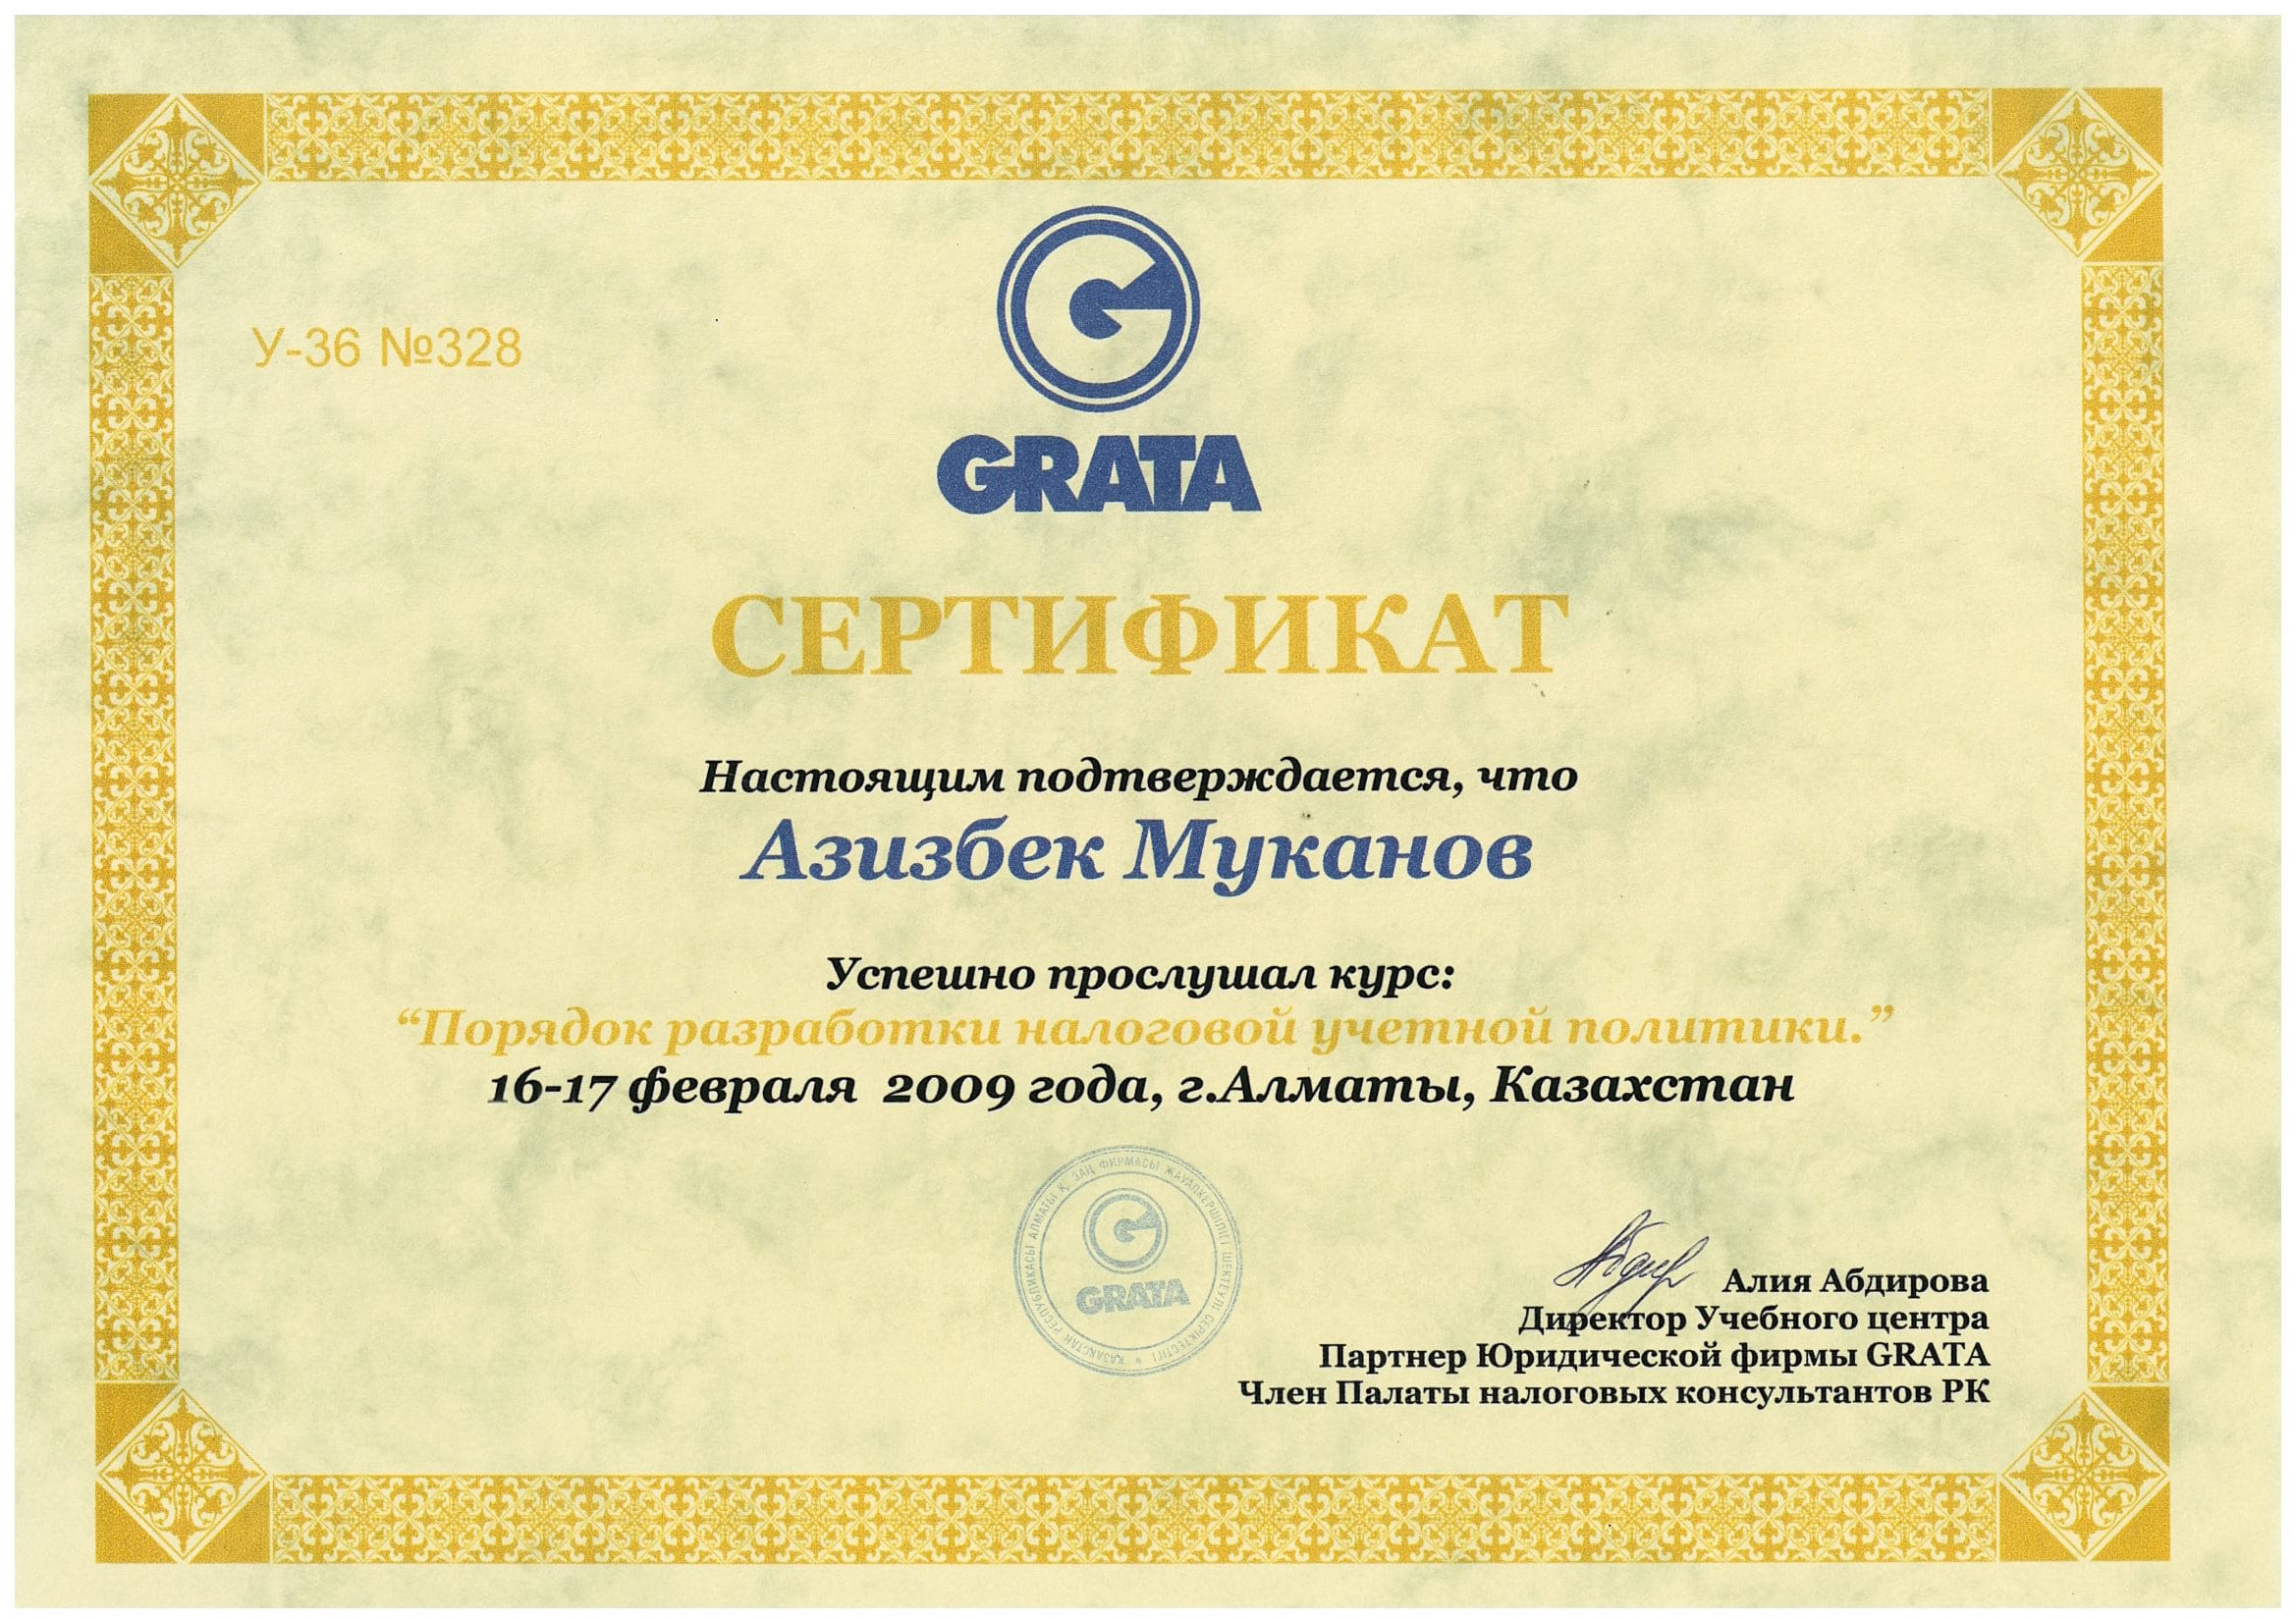 У-36 №328
GRATA
СЕРТИФИКАТ
Настоящим подтверждается, что
Азизбек Муканов
Успешно прослушал курс:
“Порядок разработки налоговой учетной политики.”
16-17 февраля 2009 года, г.Алматы, Казахстан
ҚАЗАҚСТАН РЕСПУБЛИКАСЫ АЛМАТЫ Қ. ЗАҢ ФИРМАСЫ ЖАУАПКЕРШІЛІГІ ШЕКТЕУЛІ СЕРІКТЕСТІГІ
GRATA
Алия Абдирова
Директор Учебного центра
Партнер Юридической фирмы GRATA
Член Палаты налоговых консультантов РК